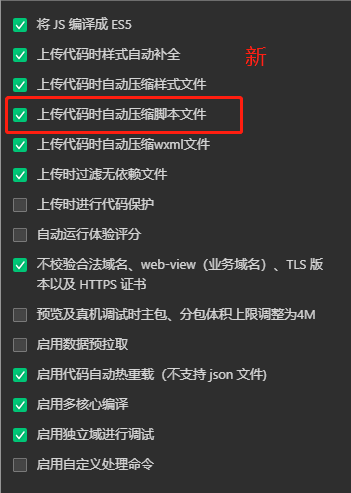 将 JS 编译成 ES5
上传代码时样式自动补全
新
上传代码时自动压缩样式文件
上传代码时自动压缩脚本文件
上传代码时自动压缩wxml文件
上传时过滤无依赖文件
上传时进行代码保护
自动运行体验评分
不校验合法域名、web-view（业务域名）、TLS 版
本以及 HTTPS 证书
预览及真机调试时主包、分包体积上限调整为4M
启用数据预拉取
启用代码自动热重载（不支持 json 文件)
启用多核心编译
启用独立域进行调试
启用自定义处理命令